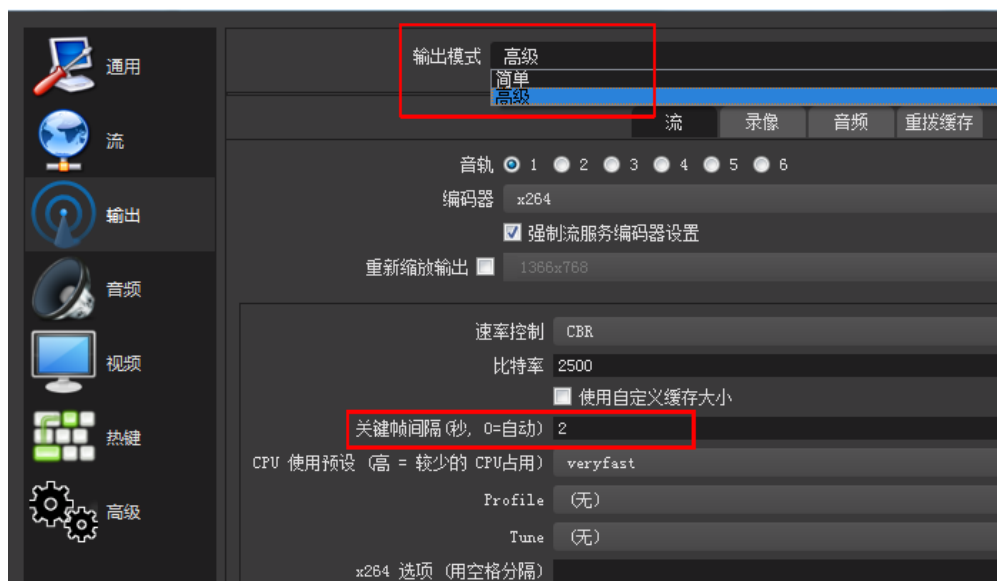 通用
流
输出
音频
视频
热键
高级
输出模式 高级
简单
高级
流 录像 音频 重拨缓存
音轨 1 2 3 4 5 6
编码器 x264
强制流服务编码器设置
重新缩放输出 1366x768
速率控制 CBR
比特率 2500
使用自定义缓存大小
关键帧间隔(秒, 0=自动) 2
CPU 使用预设 (高 = 较少的 CPU占用) veryfast
Profile (无)
Tune (无)
x264 选项 (用空格分隔)